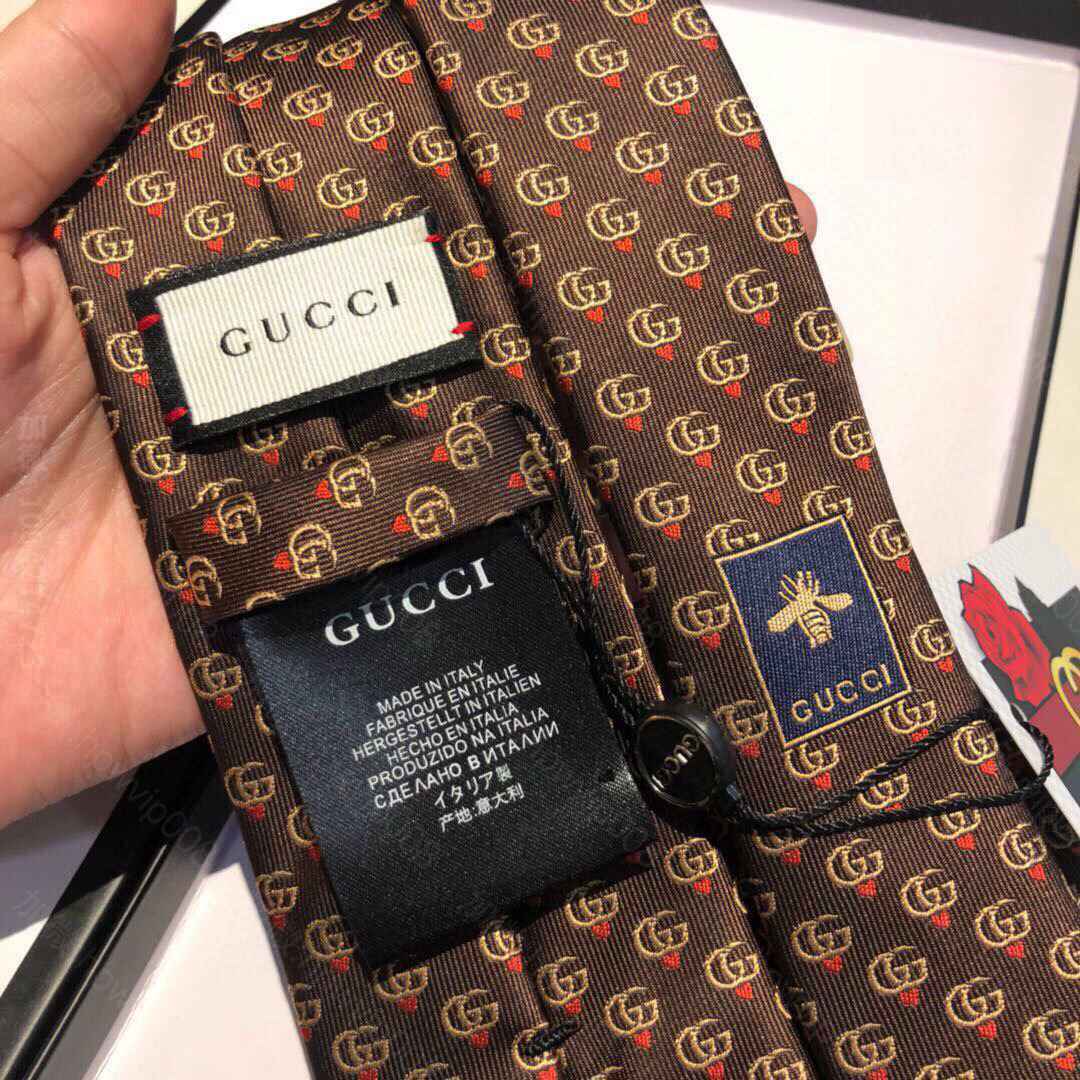 GUCCI
GUCCI
MADE IN ITALY
FABRIQUE EN ITALIE
HERGESTELLT IN ITALIEN
HECHO EN ITALIA
PRODUZIDO NA ITALIA
СДЕЛАНО В ИТАЛИИ
イタリア製
产地:意大利
GUCCI
GUCCI